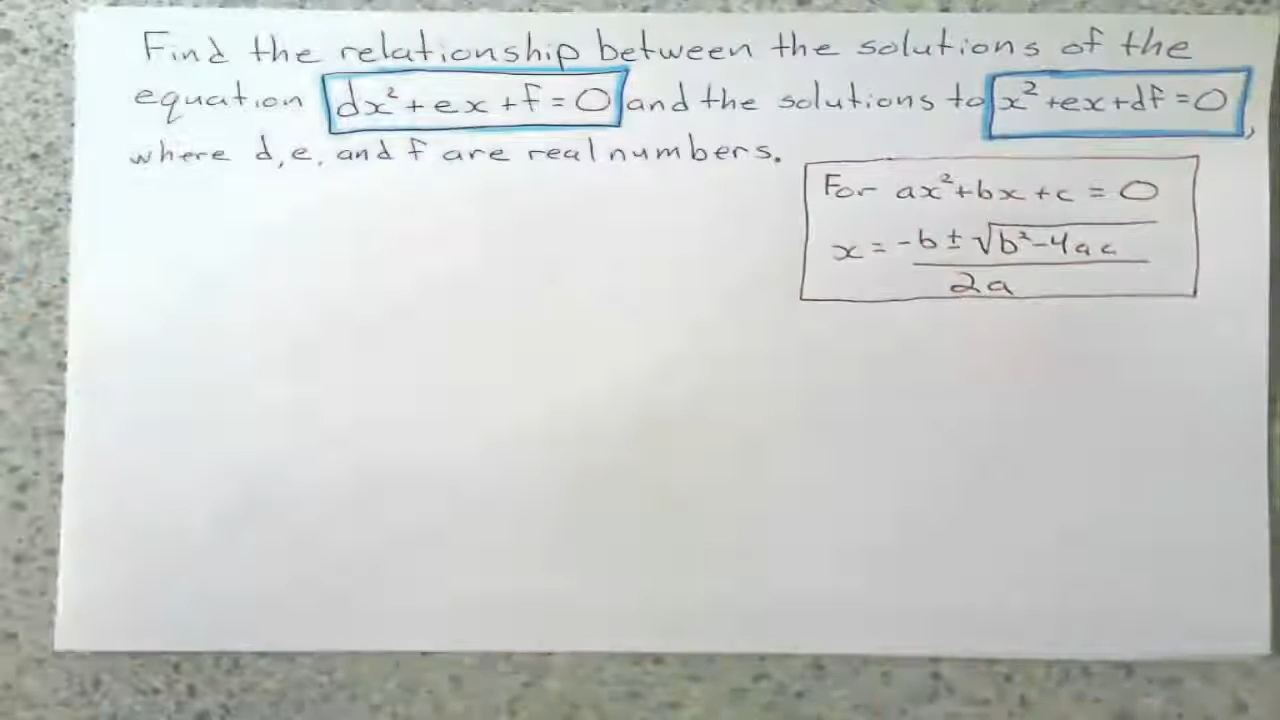 Find the relationship between the solutions of the
equation dx²+ex+f=0 and the solutions to x²+ex+df=0,
where d, e, and f are real numbers.
For ax²+bx+c=0
x = -b±√b²-4ac
2a